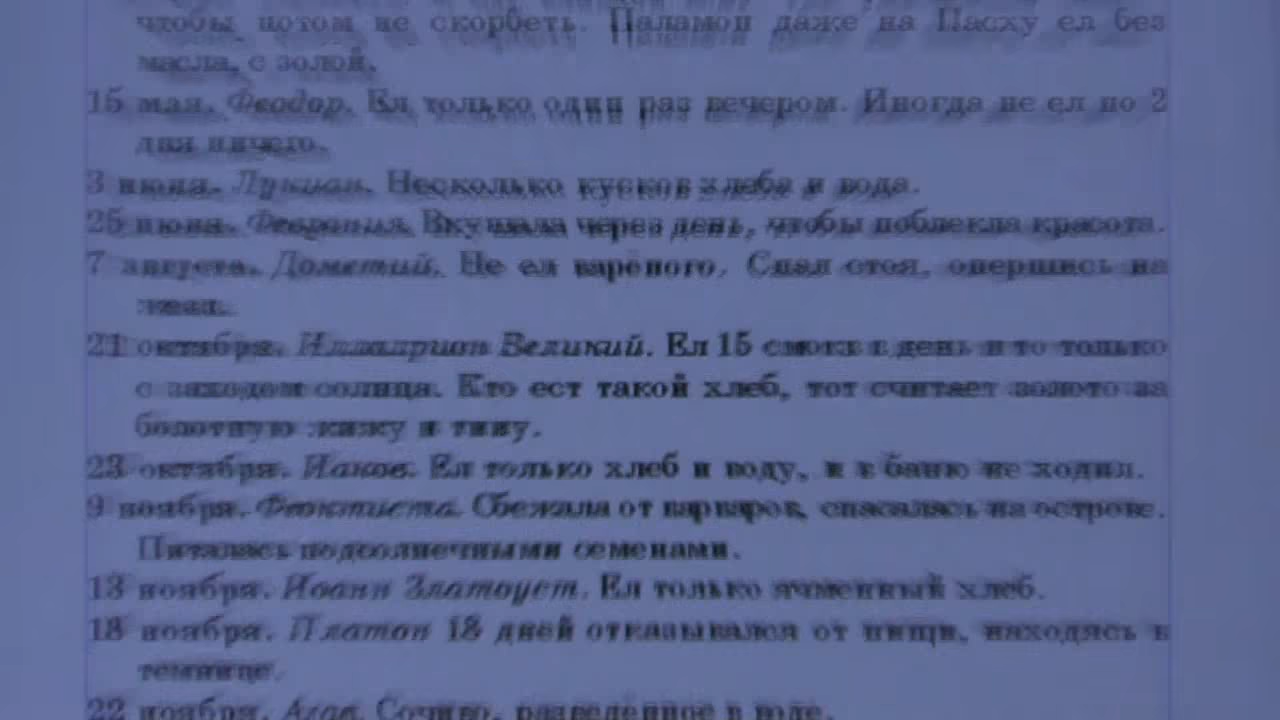 чтобы потом не скорбеть. Паламон даже на Пасху ел без
масла, с золой.
15 мая. Феодор. Ел только один раз вечером. Иногда не ел по 2
дня ничего.
3 июня. Лукиан. Несколько кусков хлеба и вода.
25 июня. Феврония. Вкушала через день, чтобы поблекла красота.
7 августа. Дометий. Не ел варёного. Спал стоя, опершись на
21 октября. Иллалрион Великий. Ел 15 смокв в день и то только
с заходом солнца. Кто ест такой хлеб, тот считает золото за
болотную жижу и тину.
23 октября. Иаков. Ел только хлеб и воду, и в баню не ходил.
9 ноября. Феоктиста. Сбежала от варваров, спасалась на острове.
Питалась подсолнечными семенами.
13 ноября. Иоанн Златоуст. Ел только ячменный хлеб.
18 ноября. Платон 18 дней отказывался от пищи, находясь в
темнице.
22 ноября. Сочиво, разведённое в воде.